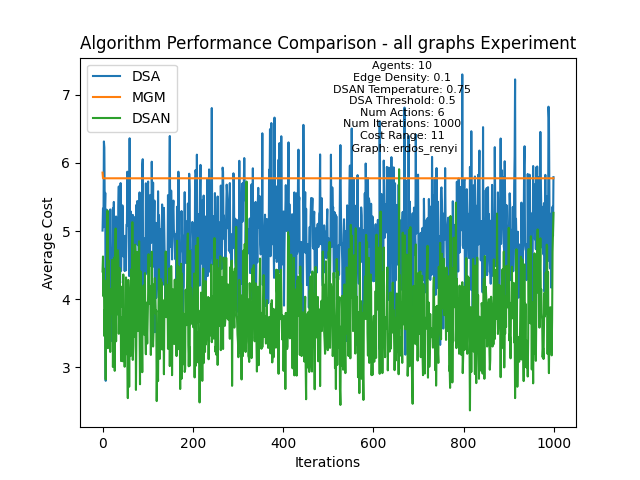 Algorithm Performance Comparison - all graphs Experiment
DSA
MGM
DSAN
Agents: 10
Edge Density: 0.1
DSAN Temperature: 0.75
DSA Threshold: 0.5
Num Actions: 6
Num Iterations: 1000
Cost Range: 11
Graph: erdos_renyi
Average Cost
7
6
5
4
3
0 200 400 600 800 1000
Iterations